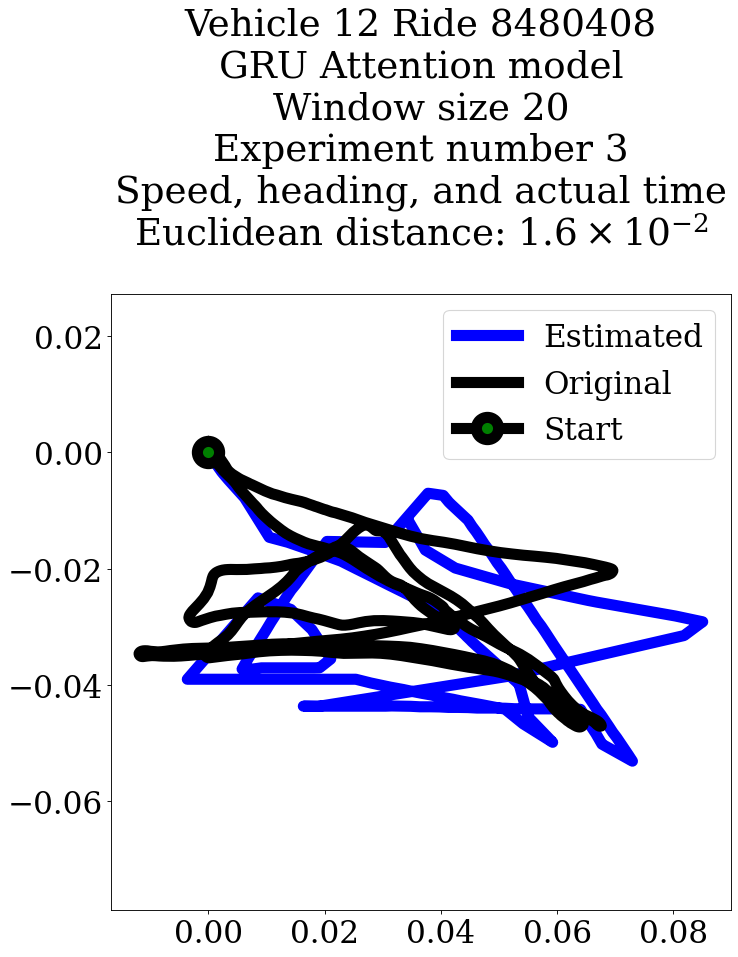 Vehicle 12 Ride 8480408
GRU Attention model
Window size 20
Experiment number 3
Speed, heading, and actual time
Euclidean distance: 1.6 × 10⁻²
Estimated
Original
Start
0.02
0.00
−0.02
−0.04
−0.06
0.00 0.02 0.04 0.06 0.08